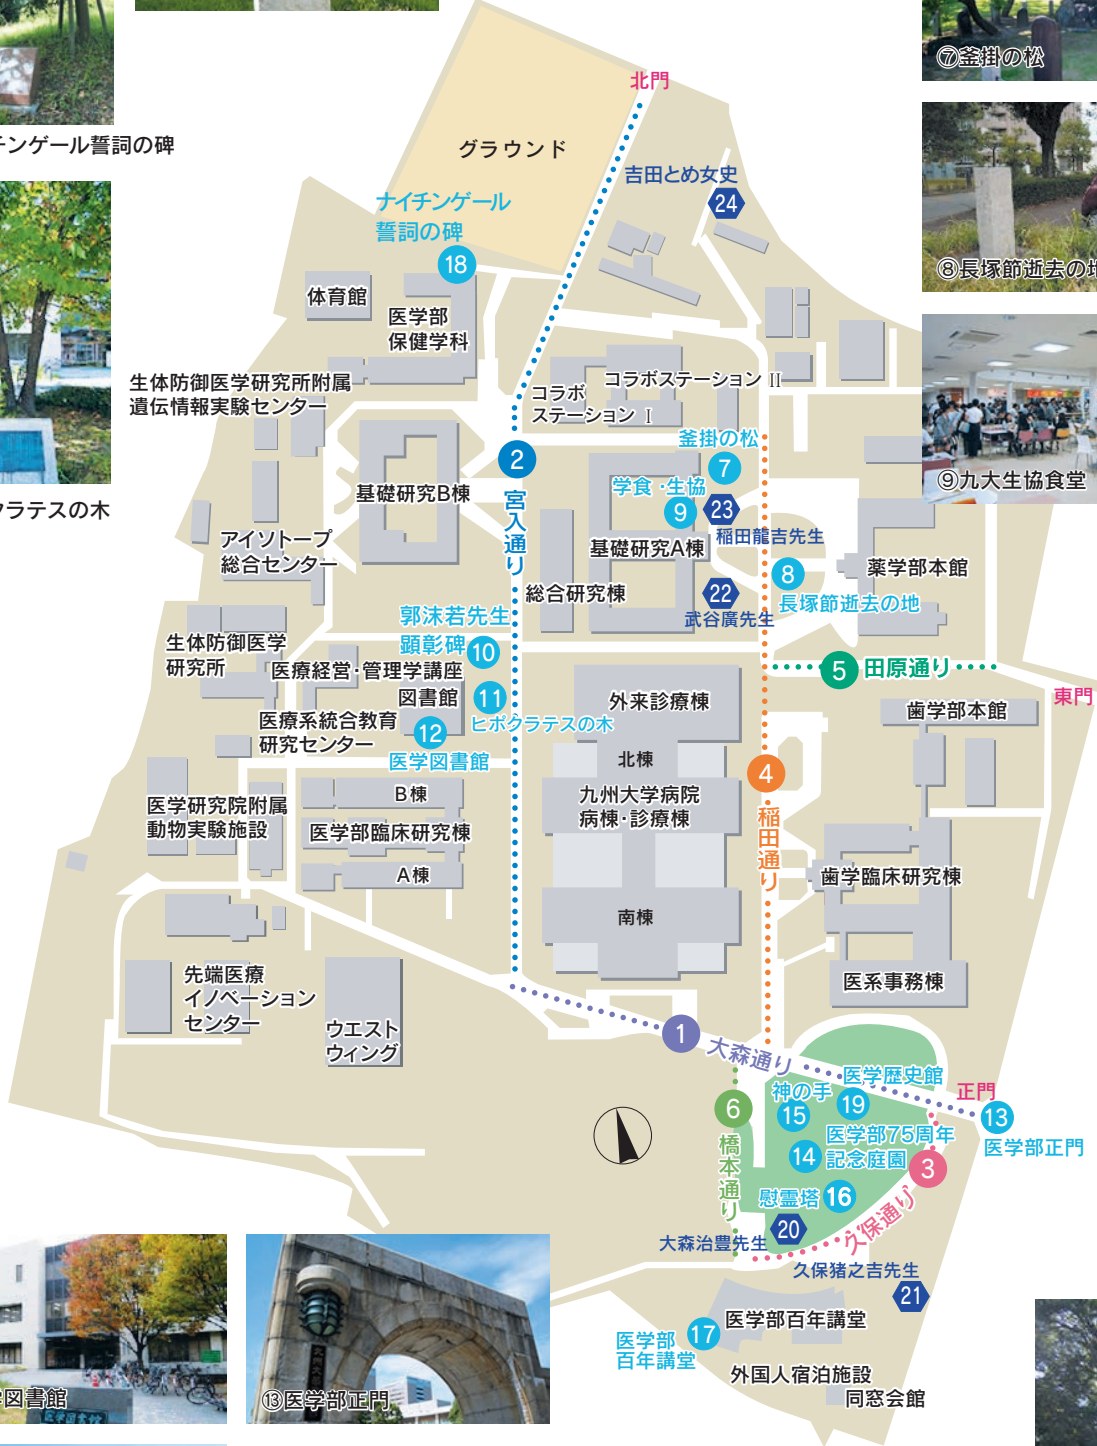 ⑦釜掛の松
北門
グラウンド
チンゲール誓詞の碑
吉田とめ女史
24
ナイチンゲール
誓詞の碑
18
⑧長塚節逝去の地
体育館
医学部
保健学科
生体防御医学研究所附属
遺伝情報実験センター
コラボ
ステーション Ⅰ
コラボステーション Ⅱ
釜掛の松
7
2
宮入通り
学食・生協
9
23
稲田龍吉先生
⑨九大生協食堂
クラテスの木
基礎研究B棟
基礎研究A棟
アイソトープ
総合センター
総合研究棟
8
長塚節逝去の地
薬学部本館
22
武谷廣先生
郭沫若先生
顕彰碑
10
生体防御医学
研究所
医療経営・管理学講座
図書館
11
ヒポクラテスの木
医療系統合教育
研究センター
12
医学図書館
5
田原通り
東門
外来診療棟
歯学部本館
北棟
九州大学病院
病棟・診療棟
南棟
4
稲田通り
医学研究院附属
動物実験施設
B棟
医学部臨床研究棟
A棟
歯学臨床研究棟
医系事務棟
先端医療
イノベーション
センター
ウエスト
ウィング
1
大森通り
医学歴史館
19
正門
13
医学部正門
神の手
15
6
橋本通り
医学部75周年
記念庭園
14
3
久保通り
慰霊塔
16
20
大森治豊先生
久保猪之吉先生
21
医学部百年講堂
医学部
百年講堂
17
外国人宿泊施設
同窓会館
図書館
⑬医学部正門